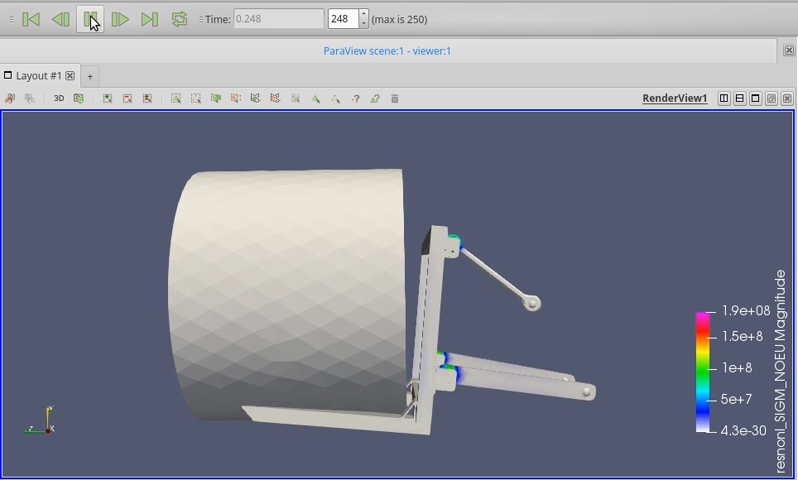 Time: 0.248 248 (max is 250)
ParaView scene:1 - viewer:1
Layout #1
3D
RenderView1
1.9e+08
1.5e+8
1e+8
5e+7
4.3e-30
resnonl_SIGM_NOEU Magnitude